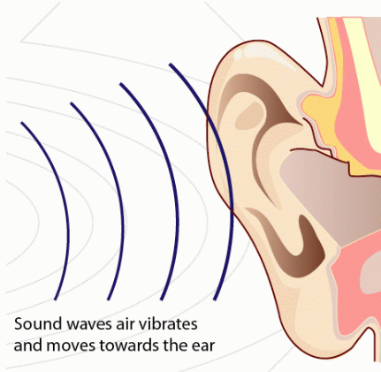 Sound waves air vibrates
and moves towards the ear